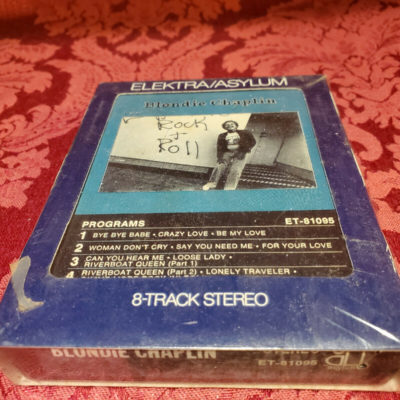 ELEKTRA/ASYLUM
Blondie Chaplin
ROCK
+
ROLL
PROGRAMS ET-81095
1 BYE BYE BABE • CRAZY LOVE • BE MY LOVE
2 WOMAN DON'T CRY • SAY YOU NEED ME • FOR YOUR LOVE
3 CAN YOU HEAR ME • LOOSE LADY •
RIVERBOAT QUEEN (Part 1)
4 RIVERBOAT QUEEN (Part 2) • LONELY TRAVELER •
8-TRACK STEREO
BLONDIE CHAPLIN STEREO
ET-81095